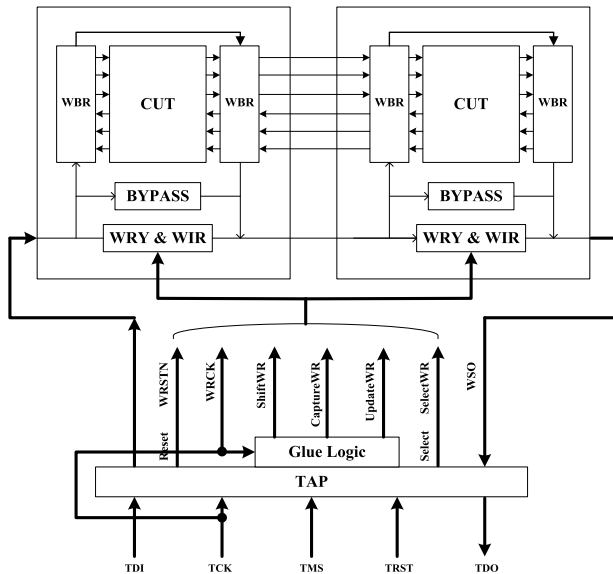 WBR
CUT
WBR
WBR
CUT
WBR
BYPASS
BYPASS
WRY & WIR
WRY & WIR
WRSTN
WRCK
ShiftWR
CaptureWR
UpdateWR
SelectWR
WSO
Reset
Select
Glue Logic
TAP
TDI
TCK
TMS
TRST
TDO